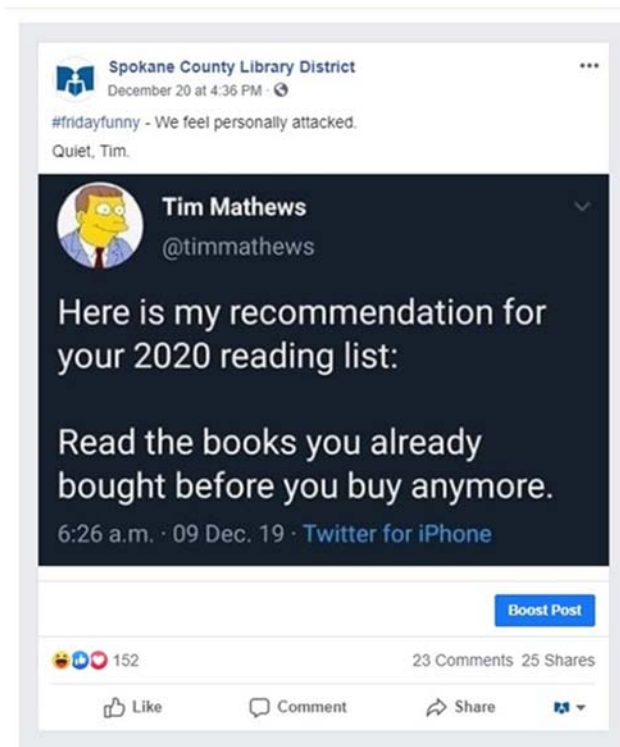 Spokane County Library District
December 20 at 4:36 PM ·
#fridayfunny - We feel personally attacked.
Quiet, Tim.
Tim Mathews
@timmathews
Here is my recommendation for
your 2020 reading list:
Read the books you already
bought before you buy anymore.
6:26 a.m. · 09 Dec. 19 · Twitter for iPhone
Boost Post
152
23 Comments 25 Shares
Like Comment Share